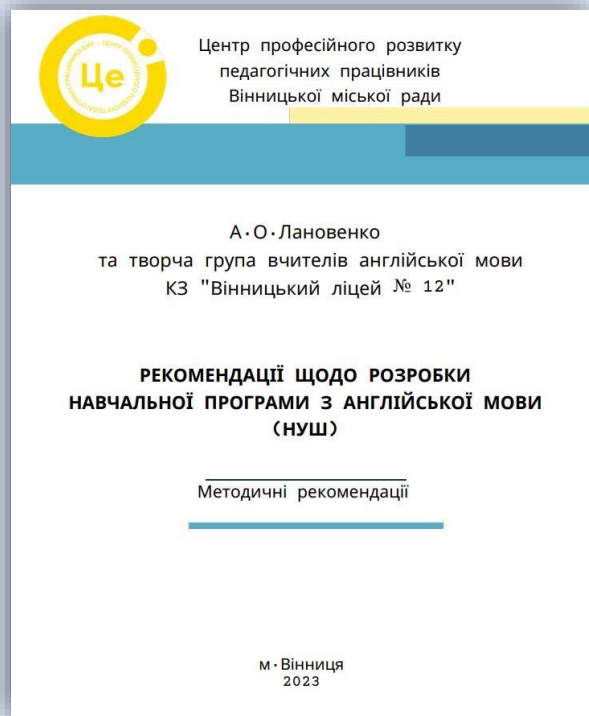 Це
Центр професійного розвитку
педагогічних працівників
Вінницької міської ради
А.О.Лановенко
та творча група вчителів англійської мови
КЗ "Вінницький ліцей № 12"
РЕКОМЕНДАЦІЇ ЩОДО РОЗРОБКИ
НАВЧАЛЬНОЇ ПРОГРАМИ З АНГЛІЙСЬКОЇ МОВИ
(НУШ)
Методичні рекомендації
м.Вінниця
2023